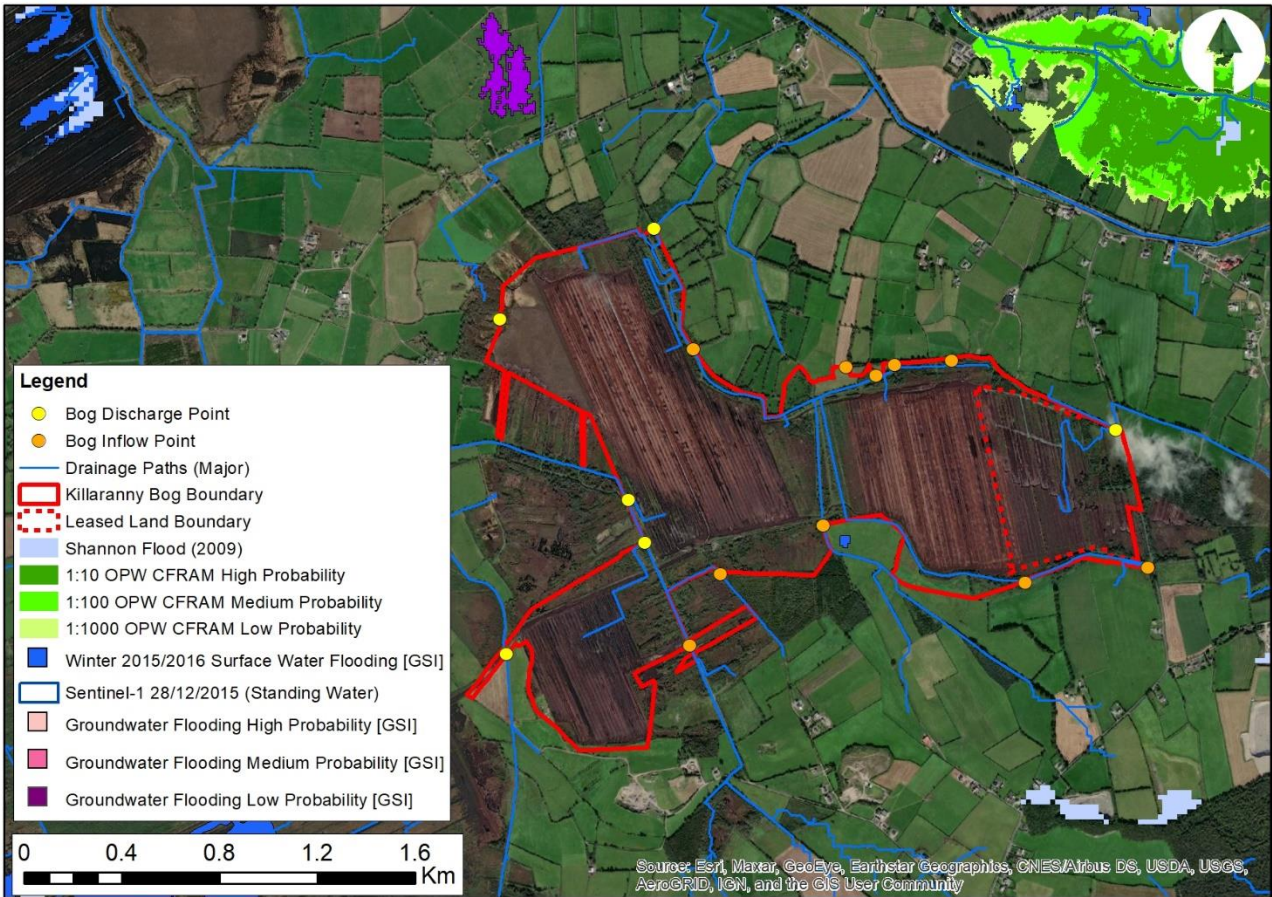 Legend
Bog Discharge Point
Bog Inflow Point
Drainage Paths (Major)
Killaranny Bog Boundary
Leased Land Boundary
Shannon Flood (2009)
1:10 OPW CFRAM High Probability
1:100 OPW CFRAM Medium Probability
1:1000 OPW CFRAM Low Probability
Winter 2015/2016 Surface Water Flooding [GSI]
Sentinel-1 28/12/2015 (Standing Water)
Groundwater Flooding High Probability [GSI]
Groundwater Flooding Medium Probability [GSI]
Groundwater Flooding Low Probability [GSI]
0 0.4 0.8 1.2 1.6
Km
Source: Esri, Maxar, GeoEye, Earthstar Geographics, CNES/Airbus DS, USDA, USGS,
AeroGRID, IGN, and the GIS User Community